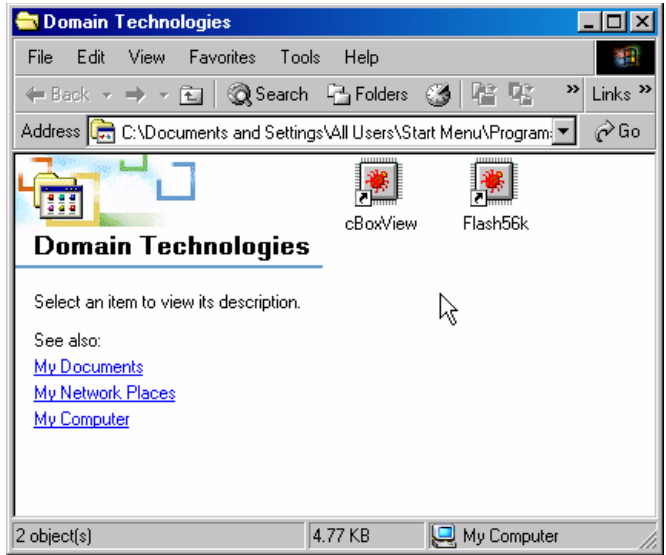 Domain Technologies
File Edit View Favorites Tools Help
Back Search Folders » Links »
Address C:\Documents and Settings\All Users\Start Menu\Program: Go
Domain Technologies
cBoxView Flash56k
Select an item to view its description.
See also:
My Documents
My Network Places
My Computer
2 object(s) 4.77 KB My Computer